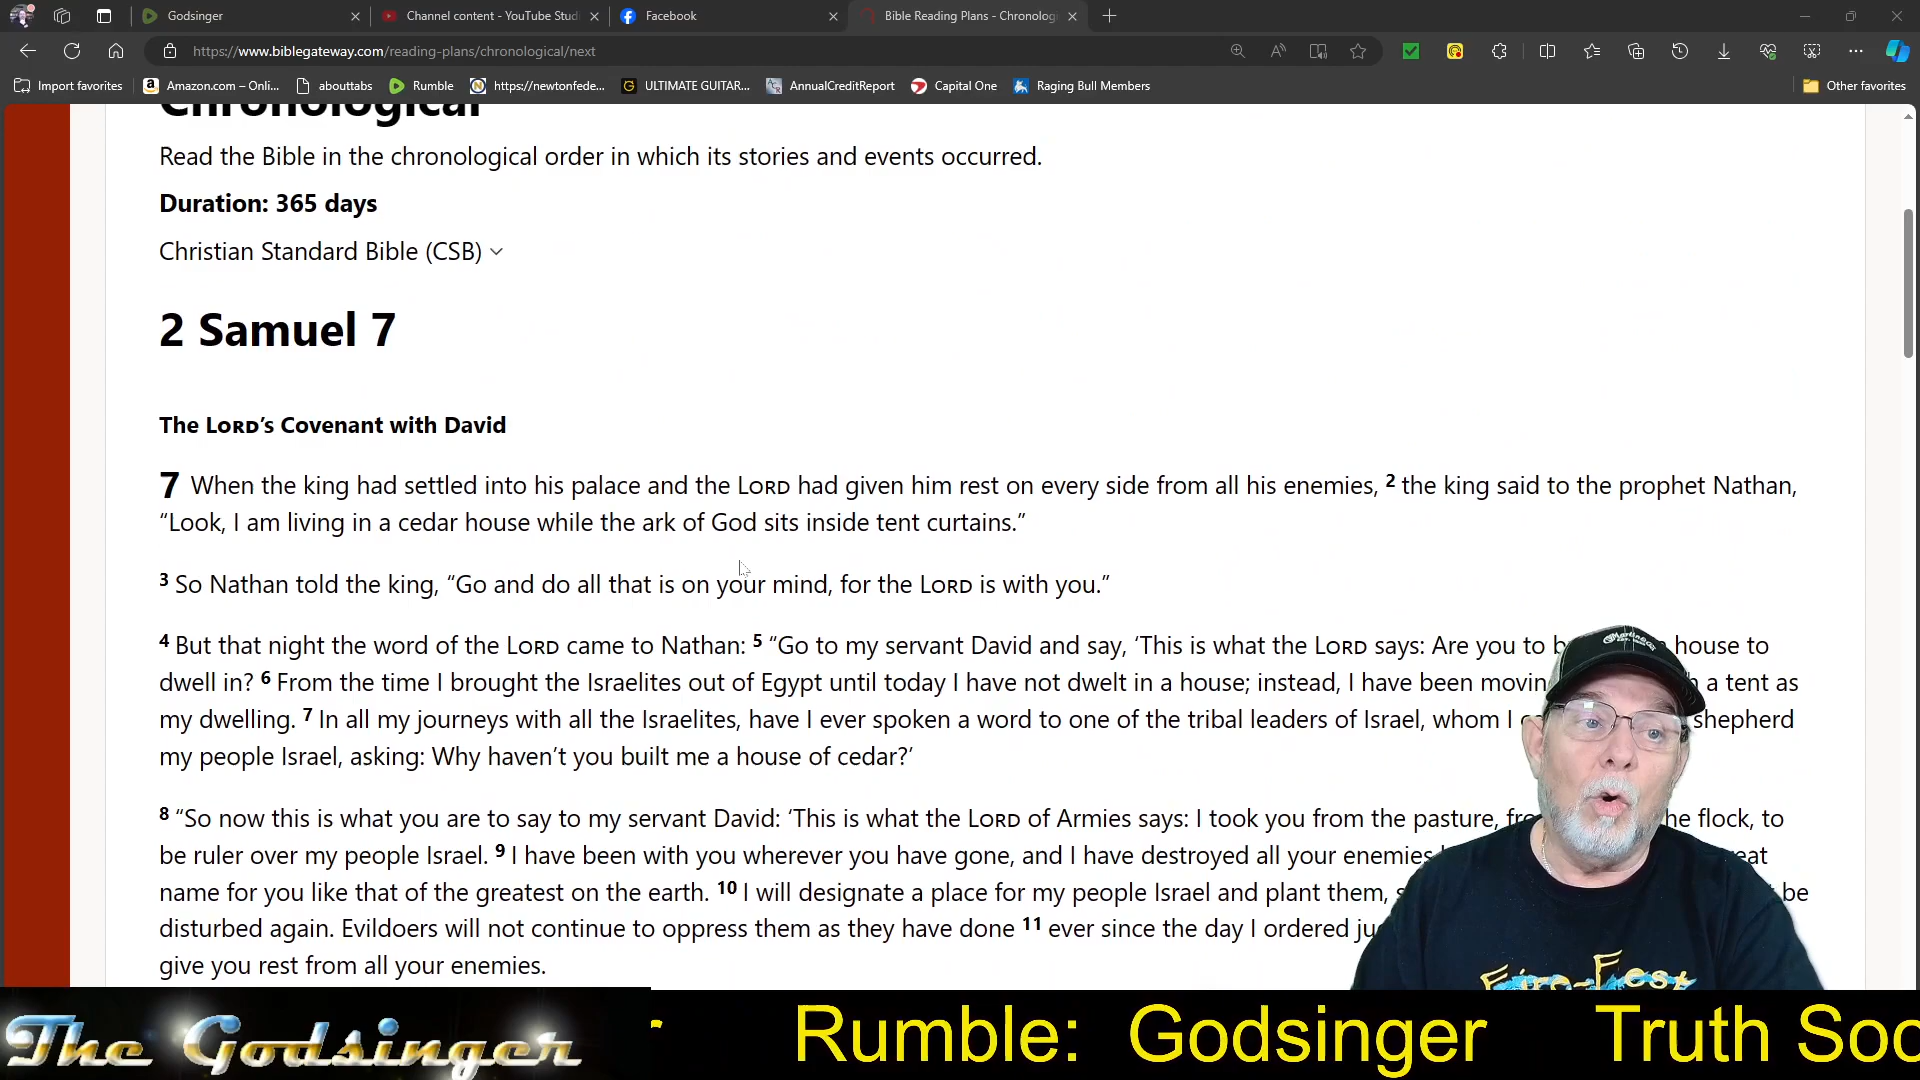 Godsinger
Channel content - YouTube Studi
Facebook
Bible Reading Plans - Chronolog
https://www.biblegateway.com/reading-plans/chronological/next
Import favorites
Amazon.com – Onli...
abouttabs
Rumble
https://newtonfede...
ULTIMATE GUITAR...
AnnualCreditReport
Capital One
Raging Bull Members
Other favorites
Chronological
Read the Bible in the chronological order in which its stories and events occurred.
Duration: 365 days
Christian Standard Bible (CSB)
2 Samuel 7
The LORD’s Covenant with David
7 When the king had settled into his palace and the LORD had given him rest on every side from all his enemies, 2 the king said to the prophet Nathan,
“Look, I am living in a cedar house while the ark of God sits inside tent curtains.”
3 So Nathan told the king, “Go and do all that is on your mind, for the LORD is with you.”
4 But that night the word of the LORD came to Nathan: 5 “Go to my servant David and say, ‘This is what the LORD says: Are you to house to
dwell in? 6 From the time I brought the Israelites out of Egypt until today I have not dwelt in a house; instead, I have been a tent as
my dwelling. 7 In all my journeys with all the Israelites, have I ever spoken a word to one of the tribal leaders of Israel, whom I shepherd
my people Israel, asking: Why haven’t you built me a house of cedar?’
8 “So now this is what you are to say to my servant David: ‘This is what the LORD of Armies says: I took you from the pasture, flock, to
be ruler over my people Israel. 9 I have been with you wherever you have gone, and I have destroyed all your enemies
name for you like that of the greatest on the earth. 10 I will designate a place for my people Israel and plant them, be
disturbed again. Evildoers will not continue to oppress them as they have done 11 ever since the day I ordered
give you rest from all your enemies.
Martin & Co.
Fire-Fest
The Godsinger
Rumble: Godsinger Truth Soc